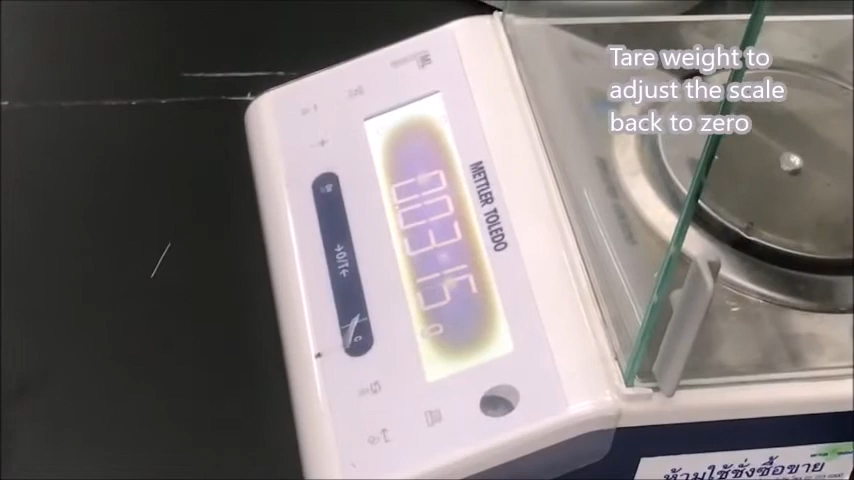 Tare weight to
adjust the scale
back to zero
METTLER TOLEDO
0.0315 g
→O/T←
ห้ามใช้ชั่งซื้อขาย